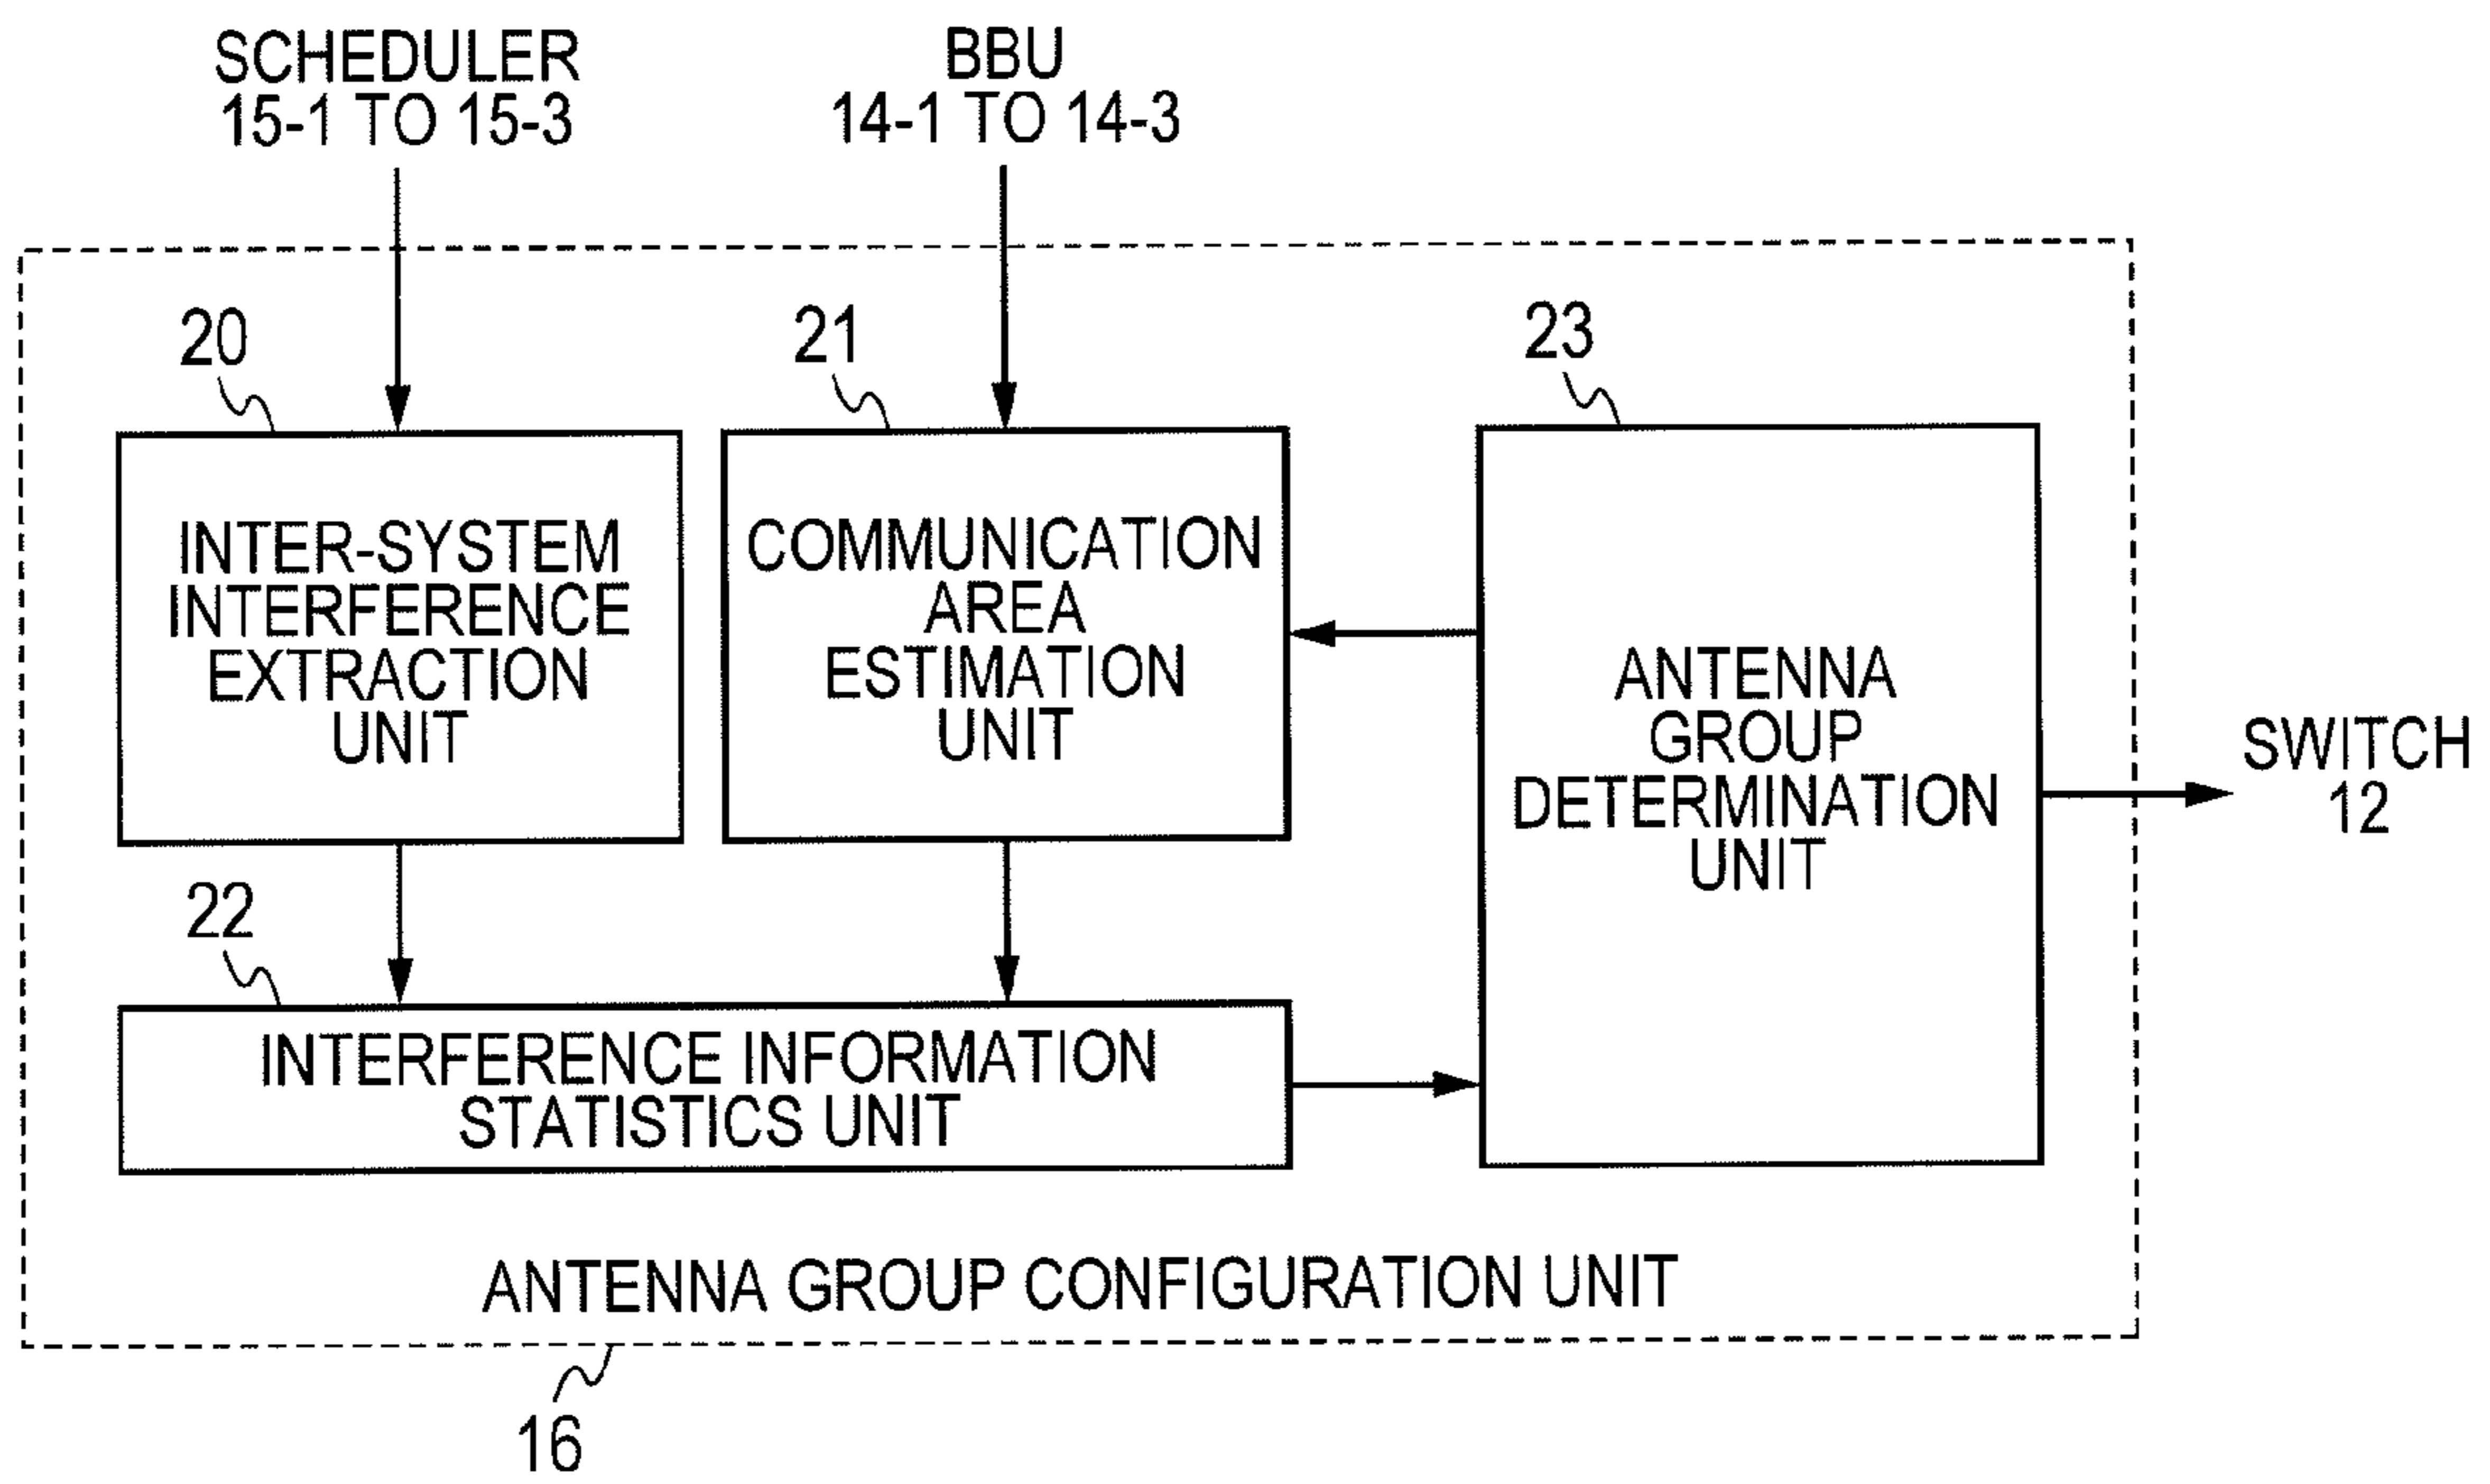 SCHEDULER
15-1 TO 15-3
BBU
14-1 TO 14-3
20
21
23
INTER-SYSTEM
INTERFERENCE
EXTRACTION
UNIT
COMMUNICATION
AREA
ESTIMATION
UNIT
ANTENNA
GROUP
DETERMINATION
UNIT
SWITCH
12
22
INTERFERENCE INFORMATION
STATISTICS UNIT
ANTENNA GROUP CONFIGURATION UNIT
16